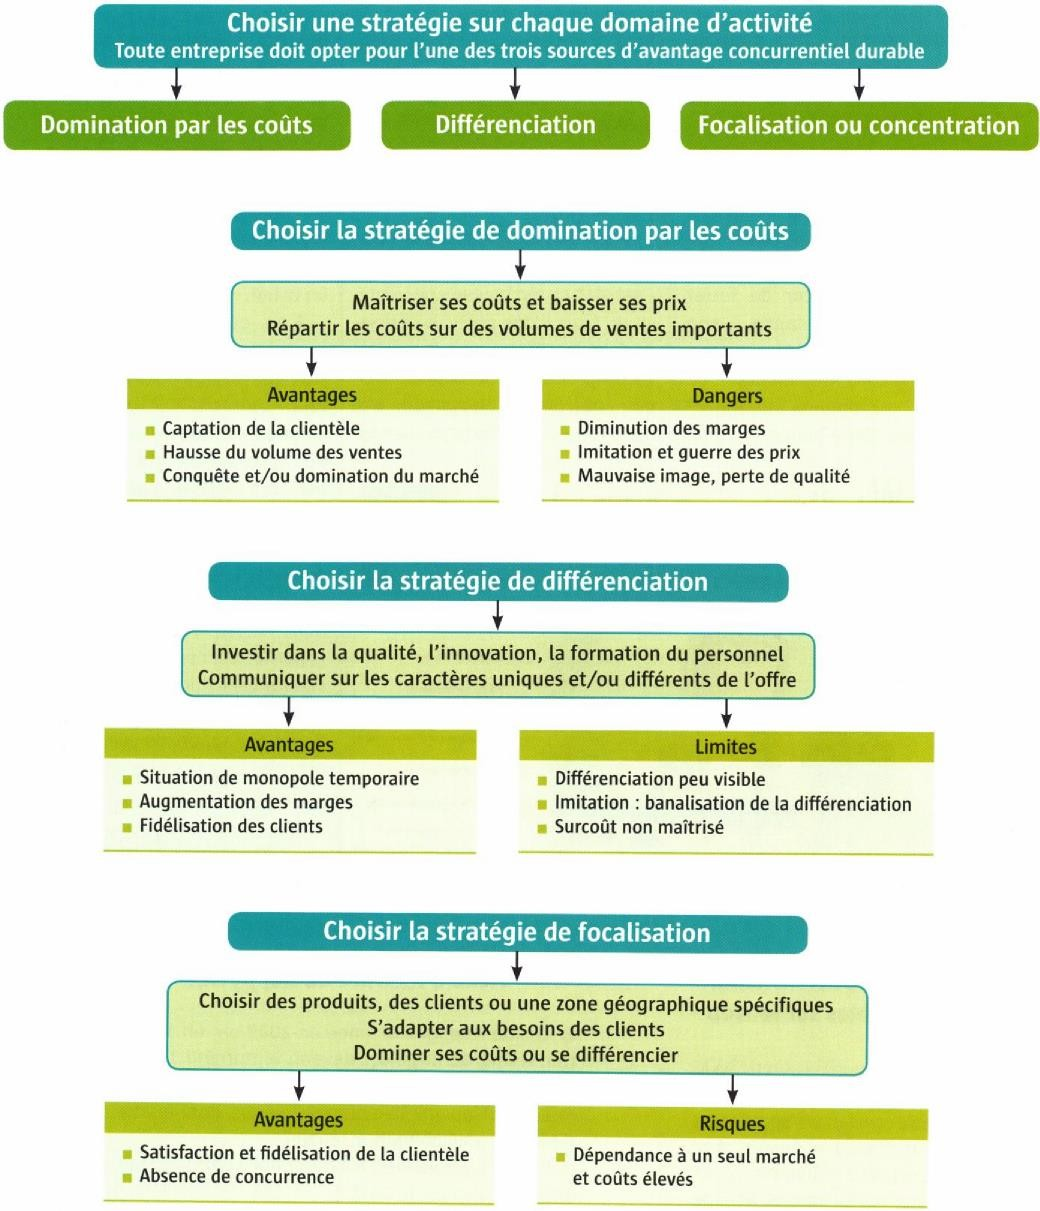 Choisir une stratégie sur chaque domaine d'activité
Toute entreprise doit opter pour l'une des trois sources d'avantage concurrentiel durable
Domination par les coûts
Différenciation
Focalisation ou concentration
Choisir la stratégie de domination par les coûts
Maîtriser ses coûts et baisser ses prix
Répartir les coûts sur des volumes de ventes importants
Avantages
Captation de la clientèle
Hausse du volume des ventes
Conquête et/ou domination du marché
Dangers
Diminution des marges
Imitation et guerre des prix
Mauvaise image, perte de qualité
Choisir la stratégie de différenciation
Investir dans la qualité, l'innovation, la formation du personnel
Communiquer sur les caractères uniques et/ou différents de l'offre
Avantages
Situation de monopole temporaire
Augmentation des marges
Fidélisation des clients
Limites
Différenciation peu visible
Imitation : banalisation de la différenciation
Surcoût non maîtrisé
Choisir la stratégie de focalisation
Choisir des produits, des clients ou une zone géographique spécifiques
S'adapter aux besoins des clients
Dominer ses coûts ou se différencier
Avantages
Satisfaction et fidélisation de la clientèle
Absence de concurrence
Risques
Dépendance à un seul marché
et coûts élevés